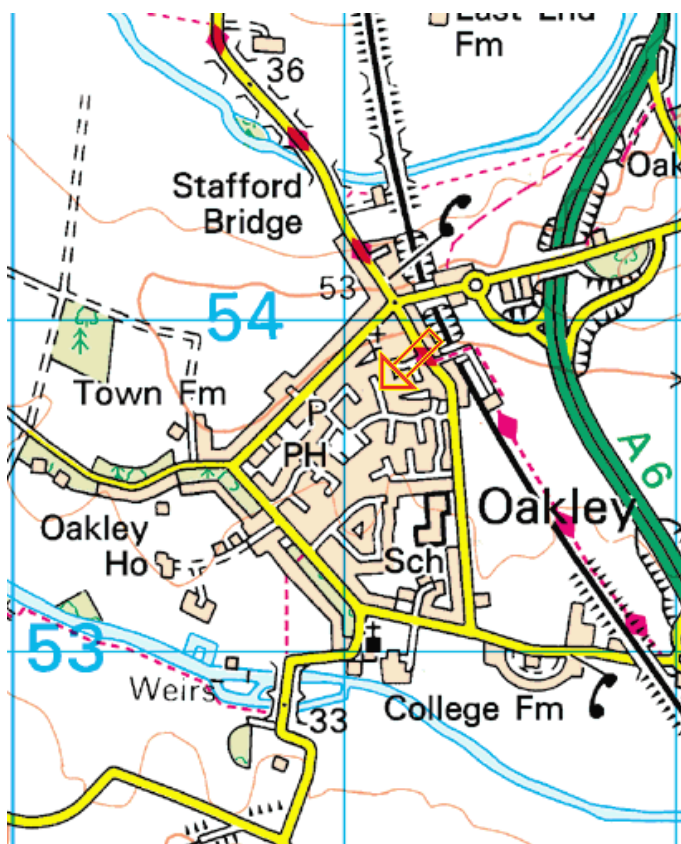 East End
Fm
36
Stafford
Bridge
53
54
Town Fm
P
PH
A6
Oakley
Oakley
Ho
Sch
53
Weirs
College Fm
33